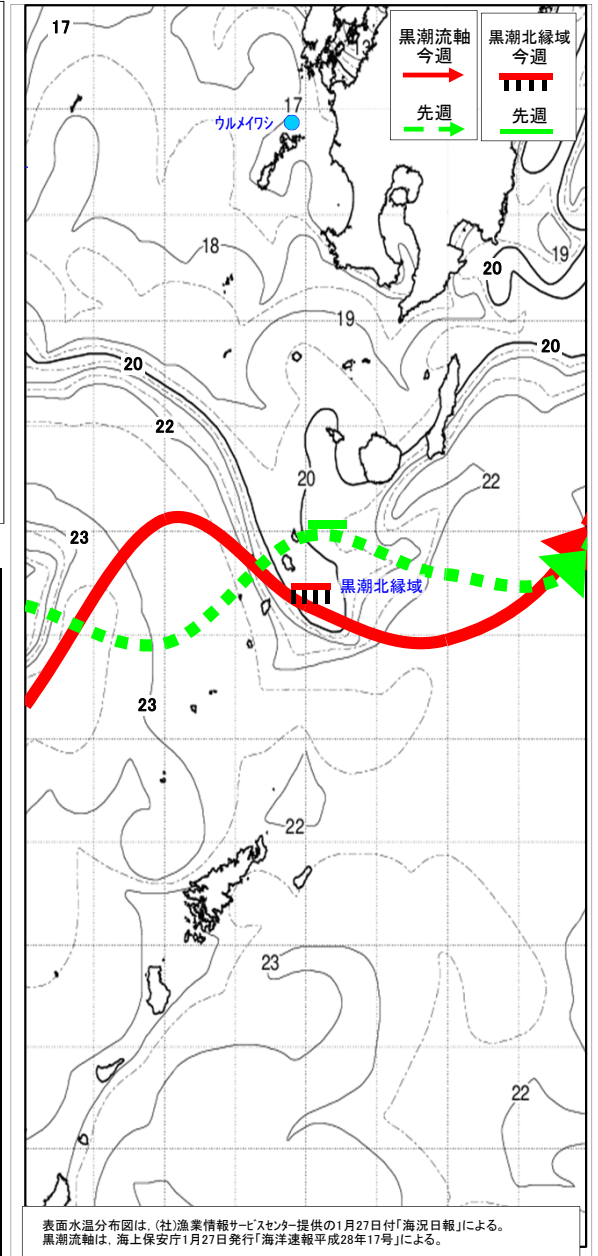 17
黒潮流軸
今週
先週
黒潮北縁域
今週
先週
17
ウルメイワシ
18
19
20
19
20
20
22
20
22
23
黒潮北縁域
23
22
23
22
表面水温分布図は,(社)漁業情報サービスセンター提供の1月27日付「海況日報」による。
黒潮流軸は,海上保安庁1月27日発行「海洋速報平成28年17号」による。